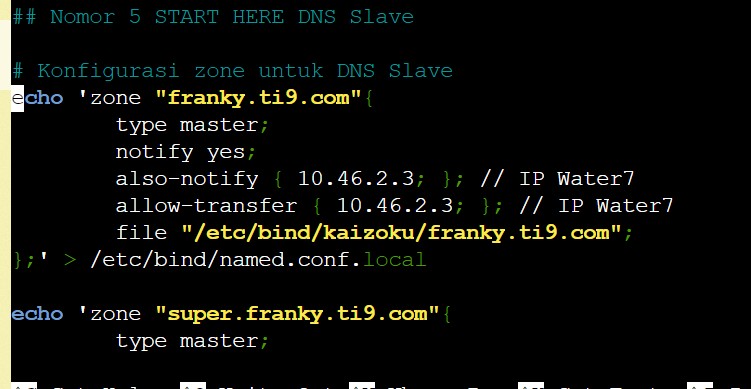 ## Nomor 5 START HERE DNS Slave
# Konfigurasi zone untuk DNS Slave
echo 'zone "franky.ti9.com"{
type master;
notify yes;
also-notify { 10.46.2.3; }; // IP Water7
allow-transfer { 10.46.2.3; }; // IP Water7
file "/etc/bind/kaizoku/franky.ti9.com";
};' > /etc/bind/named.conf.local
echo 'zone "super.franky.ti9.com"{
type master;